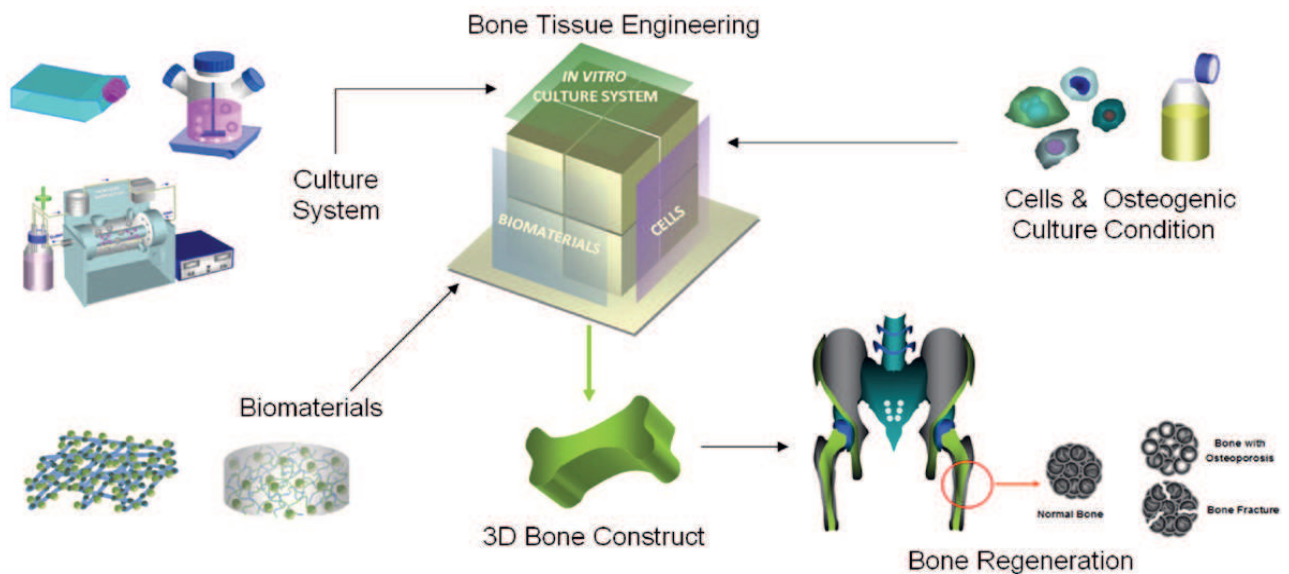 Bone Tissue Engineering
IN VITRO
CULTURE SYSTEM
BIOMATERIALS
CELLS
Culture
System
Cells & Osteogenic
Culture Condition
Biomaterials
3D Bone Construct
Normal Bone
Bone with
Osteoporosis
Bone Fracture
Bone Regeneration